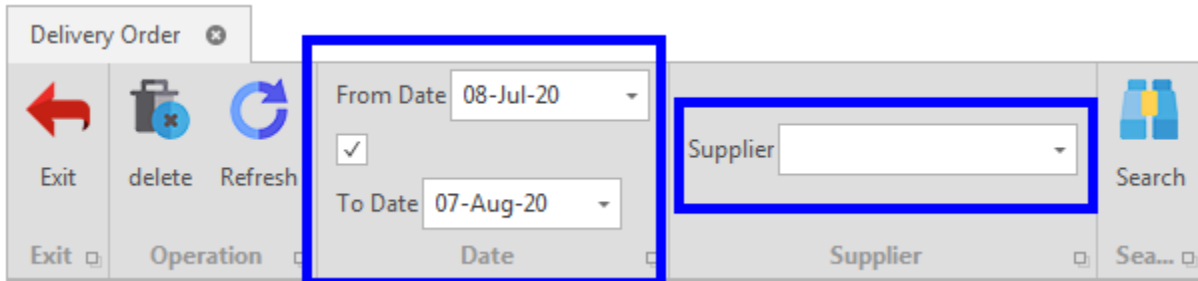 Delivery Order
Exit
delete
Refresh
From Date 08-Jul-20
To Date 07-Aug-20
Supplier
Search
Exit
Operation
Date
Supplier
Sea...